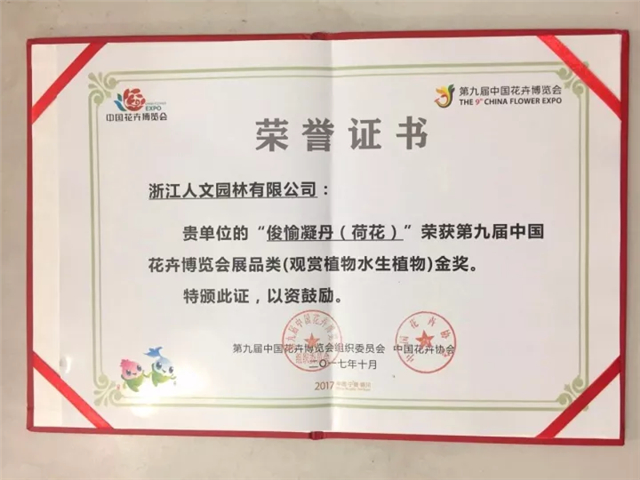 EXPO
中国花卉博览会
第九届中国花卉博览会
THE 9th CHINA FLOWER EXPO
荣誉证书
浙江人文园林有限公司：
贵单位的“俊愉凝丹（荷花）”荣获第九届中国
花卉博览会展品类(观赏植物水生植物)金奖。
特颁此证，以资鼓励。
第九届中国花卉博览会组织委员会 中国花卉协会
二〇一七年十月
2017